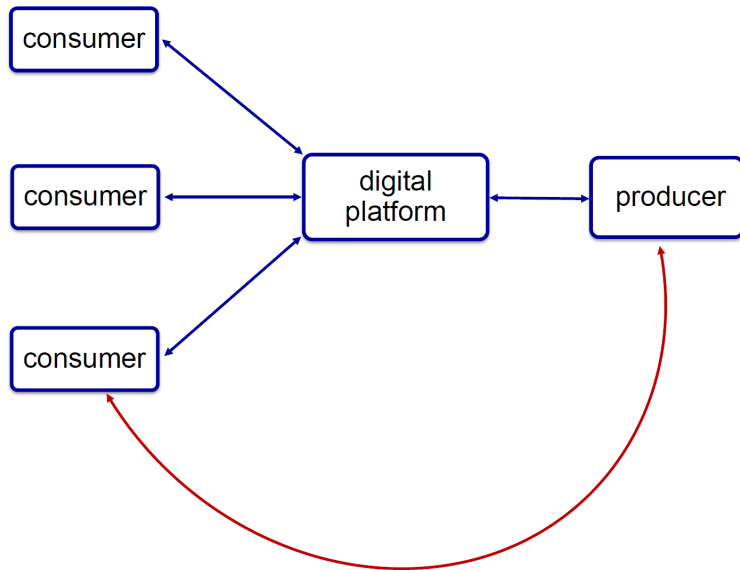 consumer
consumer
digital
platform
producer
consumer